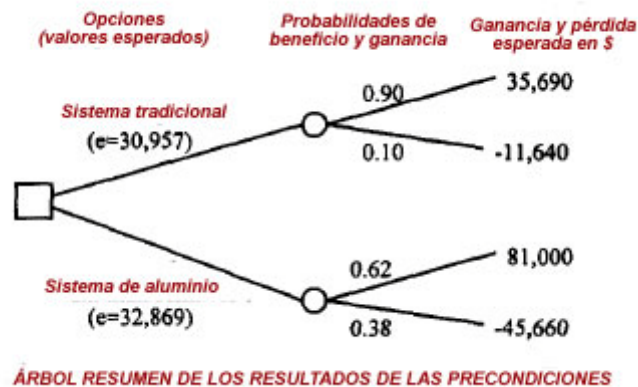 Opciones
(valores esperados)
Probabilidades de
beneficio y ganancia
Ganancia y pérdida
esperada en $
Sistema tradicional
(e=30,957)
0.90
35,690
0.10
-11,640
Sistema de aluminio
(e=32,869)
0.62
81,000
0.38
-45,660
ÁRBOL RESUMEN DE LOS RESULTADOS DE LAS PRECONDICIONES